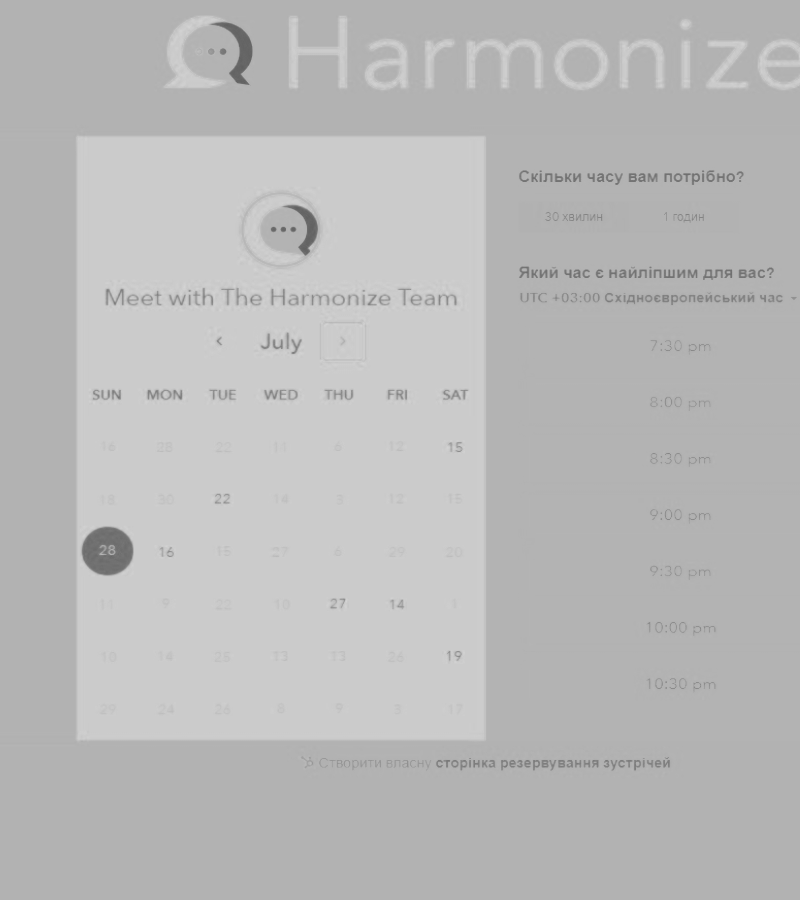 Harmonize
Meet with The Harmonize Team
July
SUN MON TUE WED THU FRI SAT
22 11 6 12 15
30 22 14 3 12 15
28 16 15 27 6 29 20
11 9 22 10 27 14 1
10 14 25 13 13 26 19
29 24 26 8 9 17
Скільки часу вам потрібно?
30 хвилин 1 годин
Який час є найліпшим для вас?
UTC +03:00 Східноєвропейський час
7:30 pm
8:00 pm
8:30 pm
9:00 pm
9:30 pm
10:00 pm
10:30 pm
Створити власну сторінка резервування зустрічей